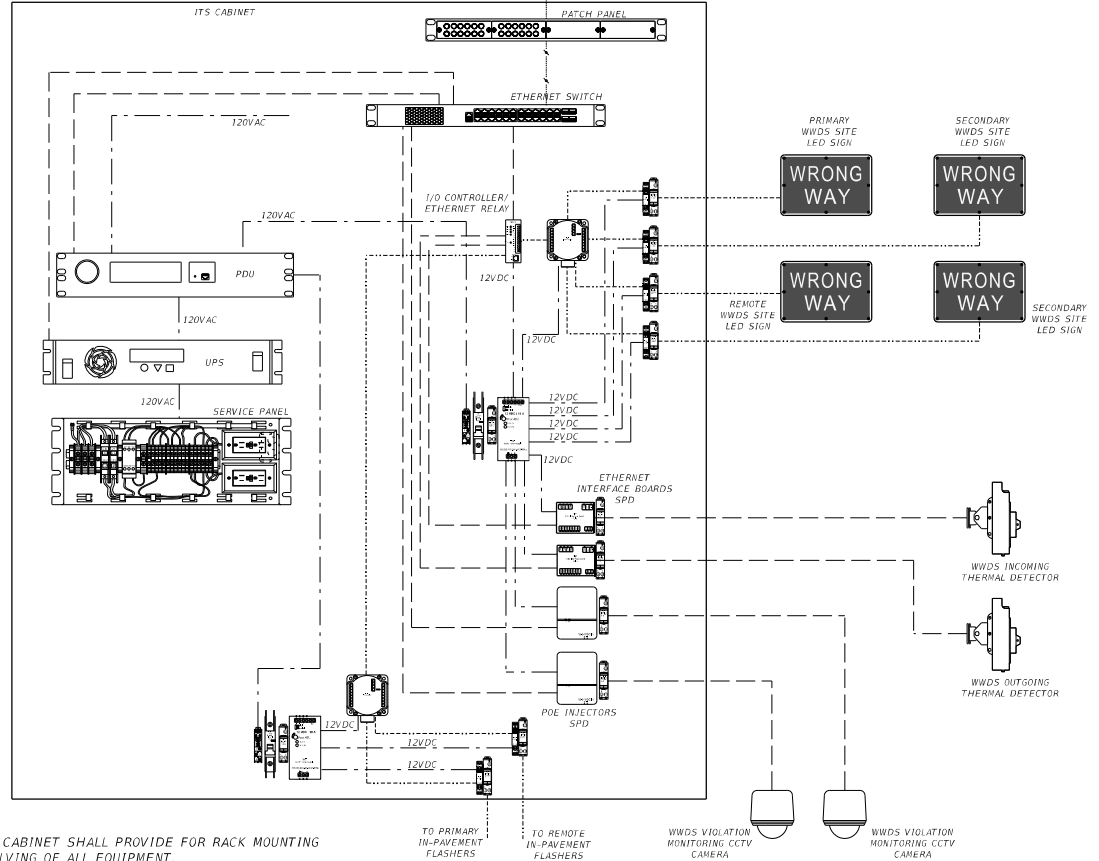 ITS CABINET
PATCH PANEL
ETHERNET SWITCH
120VAC
PRIMARY
WWDS SITE
LED SIGN
SECONDARY
WWDS SITE
LED SIGN
WRONG
WAY
WRONG
WAY
I/O CONTROLLER/
ETHERNET RELAY
120VAC
PDU
12VDC
120VAC
WRONG
WAY
WRONG
WAY
REMOTE
WWDS SITE
LED SIGN
SECONDARY
WWDS SITE
LED SIGN
12VDC
UPS
120VAC
SERVICE PANEL
12VDC
12VDC
12VDC
12VDC
12VDC
ETHERNET
INTERFACE BOARDS
SPD
WWDS INCOMING
THERMAL DETECTOR
WWDS OUTGOING
THERMAL DETECTOR
POE INJECTORS
SPD
12VDC
12VDC
12VDC
TO PRIMARY
IN-PAVEMENT
FLASHERS
TO REMOTE
IN-PAVEMENT
FLASHERS
WWDS VIOLATION
MONITORING CCTV
CAMERA
WWDS VIOLATION
MONITORING CCTV
CAMERA
CABINET SHALL PROVIDE FOR RACK MOUNTING
LVING OF ALL EQUIPMENT.